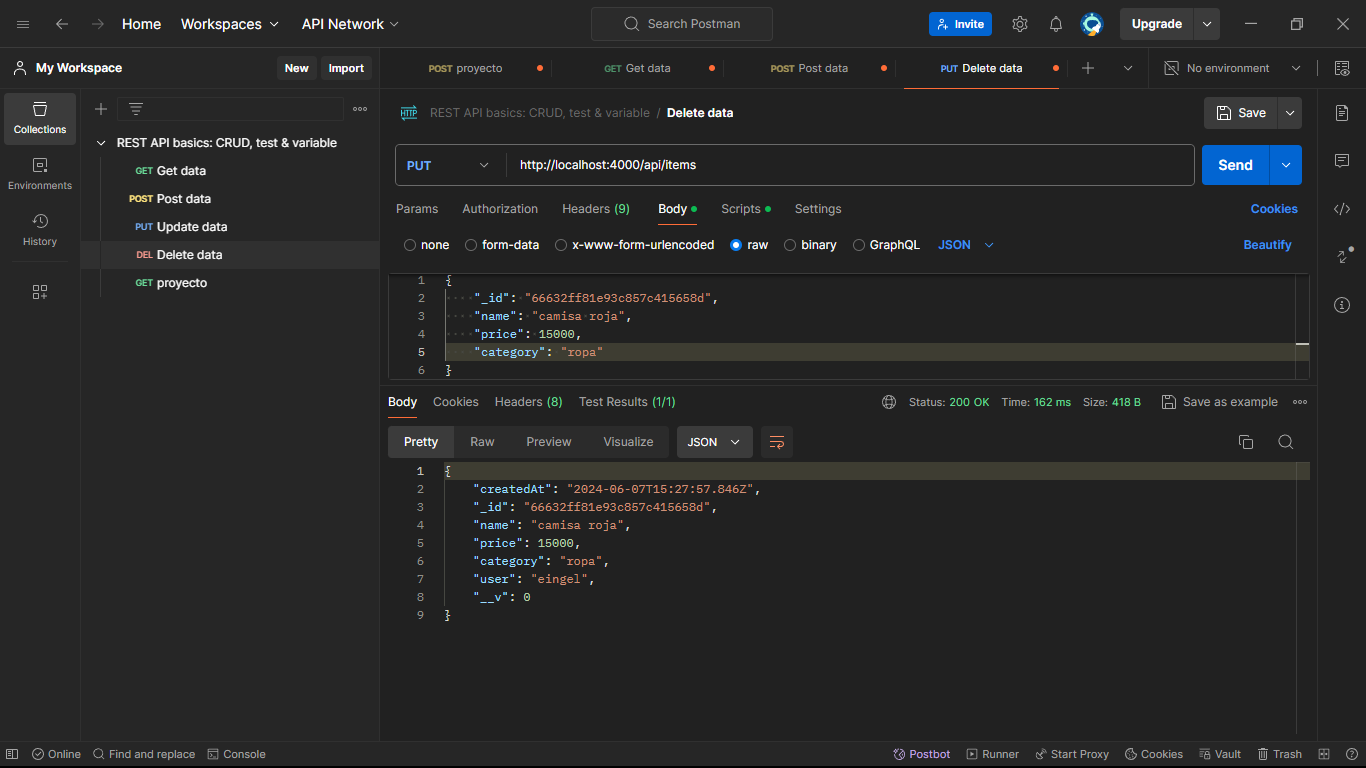 Home Workspaces API Network Search Postman Invite Upgrade
My Workspace New Import POST proyecto GET Get data POST Post data PUT Delete data No environment
Collections
Environments
History
REST API basics: CRUD, test & variable
GET Get data
POST Post data
PUT Update data
DEL Delete data
GET proyecto
HTTP REST API basics: CRUD, test & variable / Delete data Save
PUT http://localhost:4000/api/items Send
Params Authorization Headers (9) Body Scripts Settings Cookies
none form-data x-www-form-urlencoded raw binary GraphQL JSON Beautify
1 {
2 "_id": "66632ff81e93c857c415658d",
3 "name": "camisa roja",
4 "price": 15000,
5 "category": "ropa"
6 }
Body Cookies Headers (8) Test Results (1/1) Status: 200 OK Time: 162 ms Size: 418 B Save as example
Pretty Raw Preview Visualize JSON
1 {
2 "createdAt": "2024-06-07T15:27:57.846Z",
3 "_id": "66632ff81e93c857c415658d",
4 "name": "camisa roja",
5 "price": 15000,
6 "category": "ropa",
7 "user": "eingel",
8 "__v": 0
9 }
Online Find and replace Console Postbot Runner Start Proxy Cookies Vault Trash